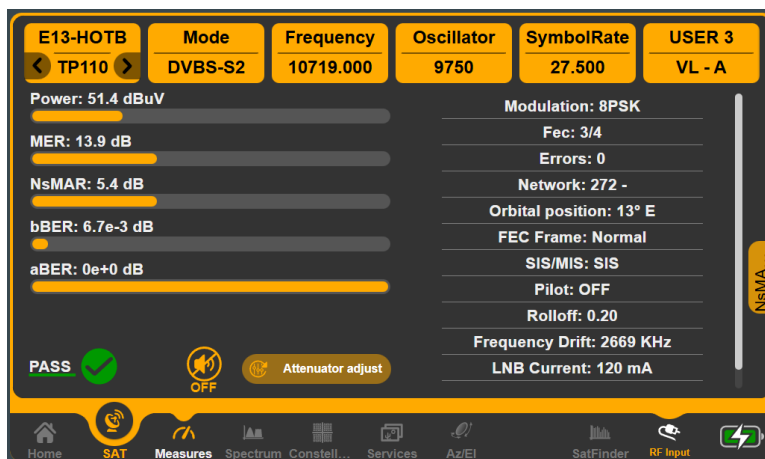 E13-HOTB
Mode
Frequency
Oscillator
SymbolRate
USER 3
TP110
DVBS-S2
10719.000
9750
27.500
VL - A
Power: 51.4 dBuV
MER: 13.9 dB
NsMAR: 5.4 dB
bBER: 6.7e-3 dB
aBER: 0e+0 dB
Modulation: 8PSK
Fec: 3/4
Errors: 0
Network: 272 -
Orbital position: 13° E
FEC Frame: Normal
SIS/MIS: SIS
Pilot: OFF
Rolloff: 0.20
Frequency Drift: 2669 KHz
LNB Current: 120 mA
NsMA
PASS
OFF
Attenuator adjust
Home
SAT
Measures
Spectrum
Constell...
Services
Az/El
SatFinder
RF Input